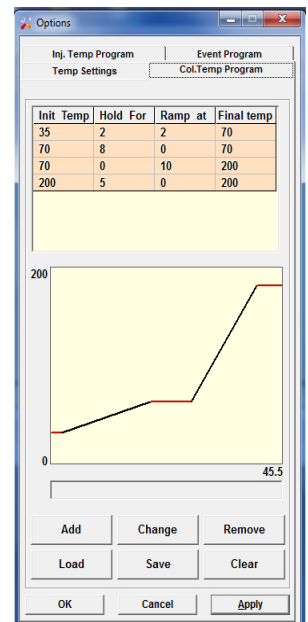 Options
Inj. Temp Program Event Program
Temp Settings Col.Temp Program
Init Temp Hold For Ramp at Final temp
35 2 2 70
70 8 0 70
70 0 10 200
200 5 0 200
200
0
45.5
Add Change Remove
Load Save Clear
OK Cancel Apply